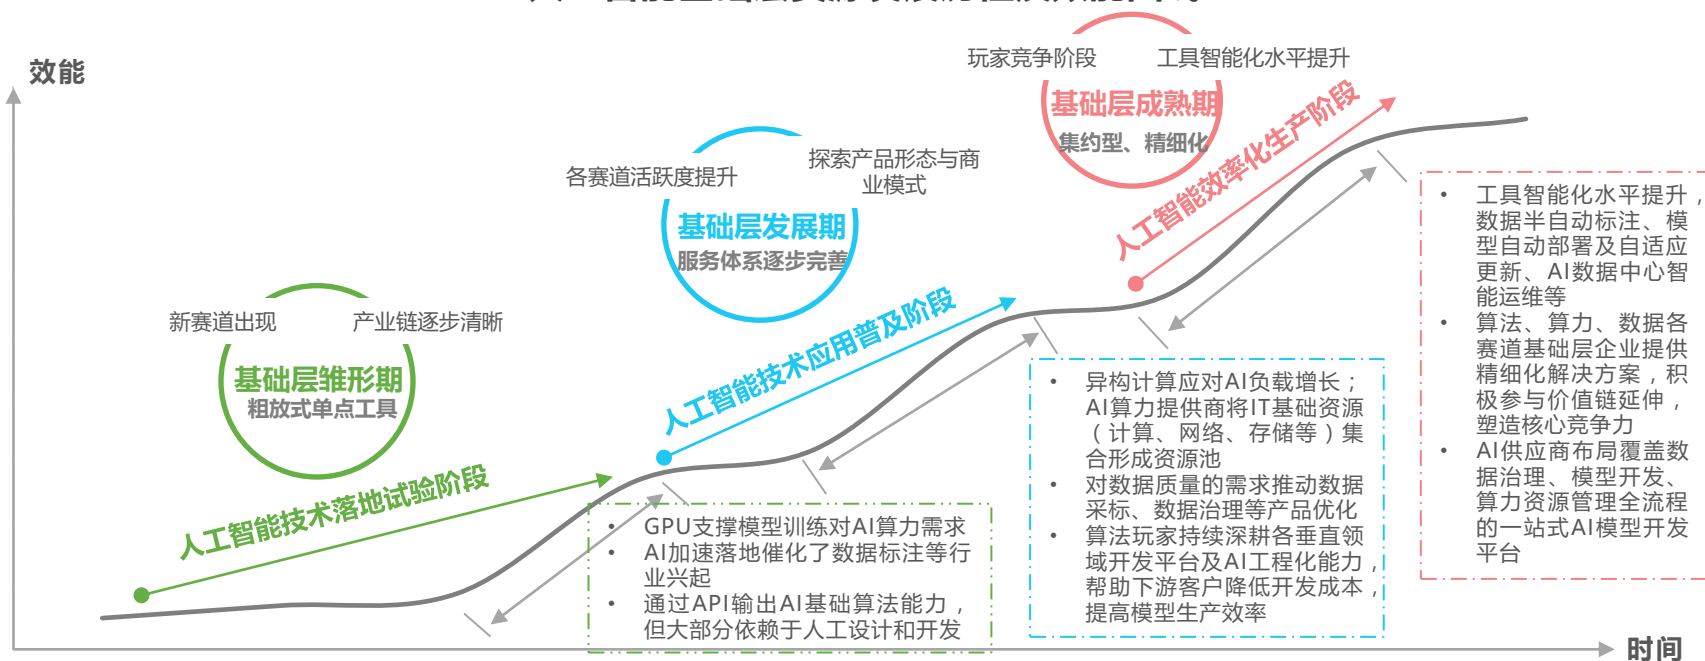 效能
玩家竞争阶段
工具智能化水平提升
基础层成熟期
集约型、精细化
人工智能效率化生产阶段
各赛道活跃度提升
探索产品形态与商
业模式
基础层发展期
服务体系逐步完善
人工智能技术应用普及阶段
新赛道出现
产业链逐步清晰
基础层雏形期
粗放式单点工具
人工智能技术落地试验阶段
• GPU支撑模型训练对AI算力需求
• AI加速落地催化了数据标注等行
业兴起
• 通过API输出AI基础算法能力，
但大部分依赖于人工设计和开发
• 异构计算应对AI负载增长；
AI算力提供商将IT基础资源
（计算、网络、存储等）集
合形成资源池
• 对数据质量的需求推动数据
采标、数据治理等产品优化
• 算法玩家持续深耕各垂直领
域开发平台及AI工程化能力，
帮助下游客户降低开发成本，
提高模型生产效率
• 工具智能化水平提升，
数据半自动标注、模
型自动部署及自适应
更新、AI数据中心智
能运维等
• 算法、算力、数据各
赛道基础层企业提供
精细化解决方案，积
极参与价值链延伸，
塑造核心竞争力
• AI供应商布局覆盖数
据治理、模型开发、
算力资源管理全流程
的一站式AI模型开发
平台
时间